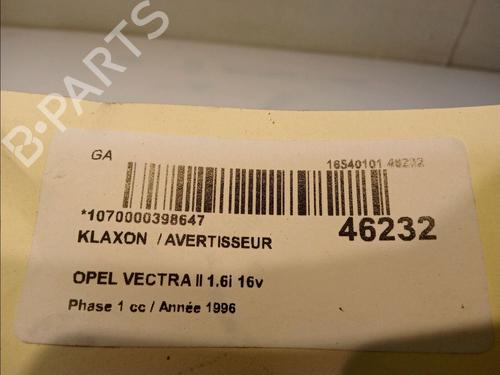 B-PARTS
GA
16540101 46232
*1070000398647
KLAXON / AVERTISSEUR
46232
OPEL VECTRA II 1.6i 16v
Phase 1 cc / Année 1996